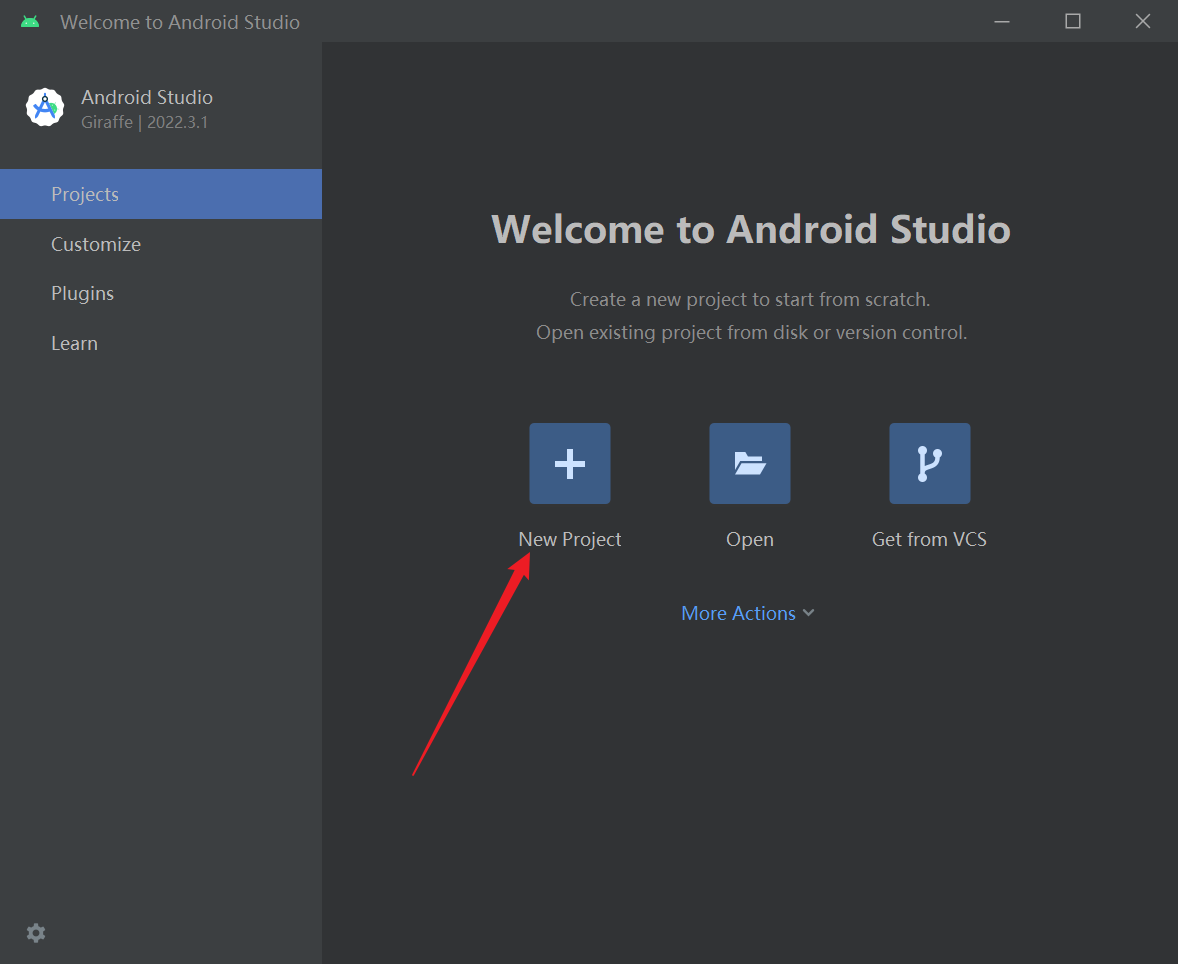 Welcome to Android Studio
Android Studio
Giraffe | 2022.3.1
Projects
Customize
Plugins
Learn
Welcome to Android Studio
Create a new project to start from scratch.
Open existing project from disk or version control.
New Project
Open
Get from VCS
More Actions